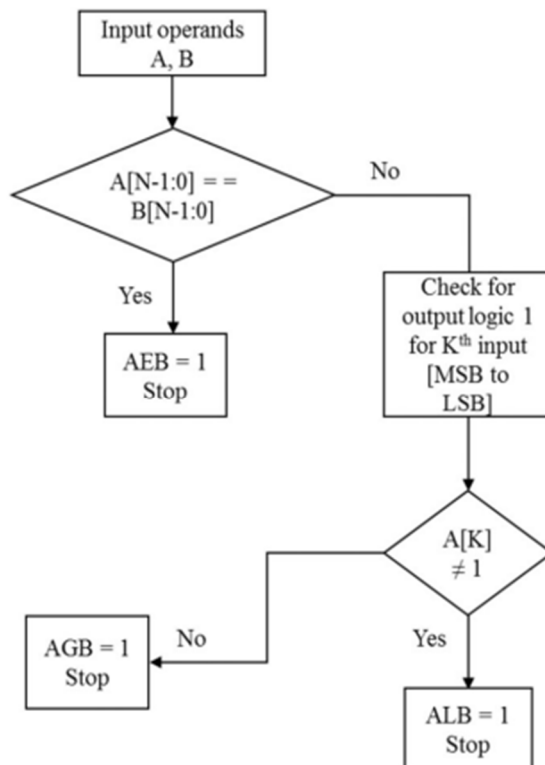 Input operands
A, B
A[N-1:0] = =
B[N-1:0]
No
Yes
Check for
output logic 1
for Kᵗʰ input
[MSB to
LSB]
AEB = 1
Stop
A[K]
≠ 1
No
Yes
AGB = 1
Stop
ALB = 1
Stop